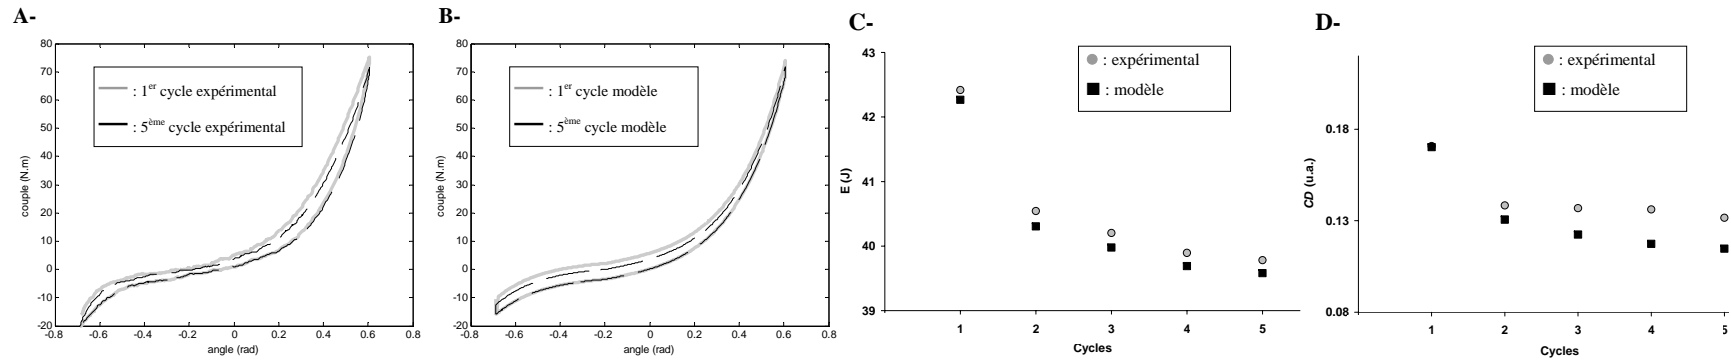 A-
80
70
60
50
40
30
20
10
0
-10
-20
-0.8 -0.6 -0.4 -0.2 0 0.2 0.4 0.6 0.8
couple (N.m)
angle (rad)
: 1er cycle expérimental
: 5ème cycle expérimental
B-
80
70
60
50
40
30
20
10
0
-10
-20
-0.8 -0.6 -0.4 -0.2 0 0.2 0.4 0.6 0.8
couple (N.m)
angle (rad)
: 1er cycle modèle
: 5ème cycle modèle
C-
43
42
41
40
39
1 2 3 4 5
E (J)
Cycles
: expérimental
: modèle
D-
0.18
0.13
0.08
1 2 3 4 5
CD (u.a.)
Cycles
: expérimental
: modèle